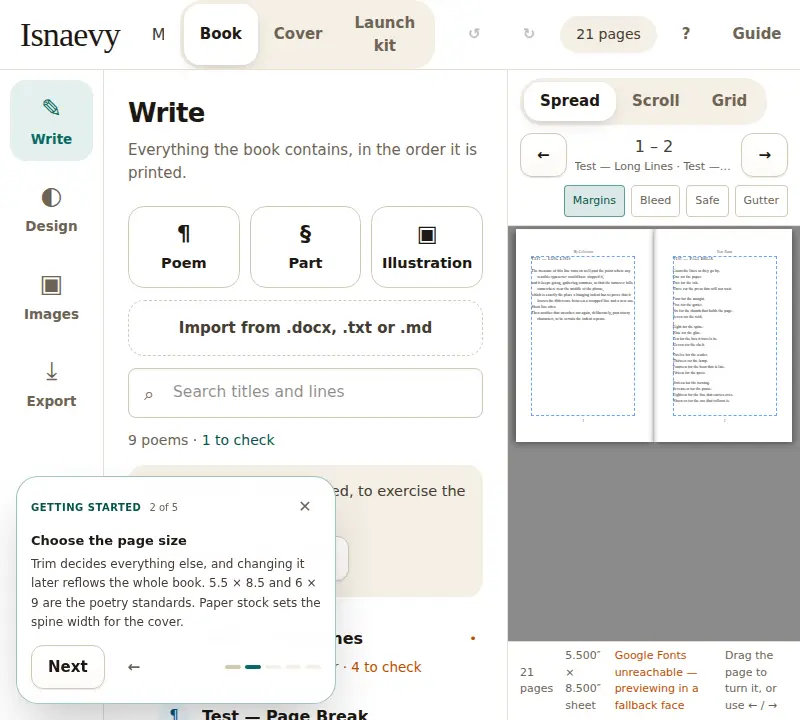 Isnaevy
M
Book
Cover
Launch kit
↺
↻
21 pages
?
Guide
Write
Design
Images
Export
Write
Everything the book contains, in the order it is
printed.
¶
Poem
§
Part
Illustration
Import from .docx, .txt or .md
Search titles and lines
9 poems · 1 to check
ed, to exercise the
nes
· 4 to check
¶
Test — Page Break
GETTING STARTED 2 of 5
✕
Choose the page size
Trim decides everything else, and changing it
later reflows the whole book. 5.5 × 8.5 and 6 ×
9 are the poetry standards. Paper stock sets the
spine width for the cover.
Next
←
Spread
Scroll
Grid
←
1 – 2
Test — Long Lines · Test —…
→
Margins
Bleed
Safe
Gutter
21
pages
5.500″
×
8.500″
sheet
Google Fonts
unreachable —
previewing in a
fallback face
Drag the
page to
turn it, or
use ← / →